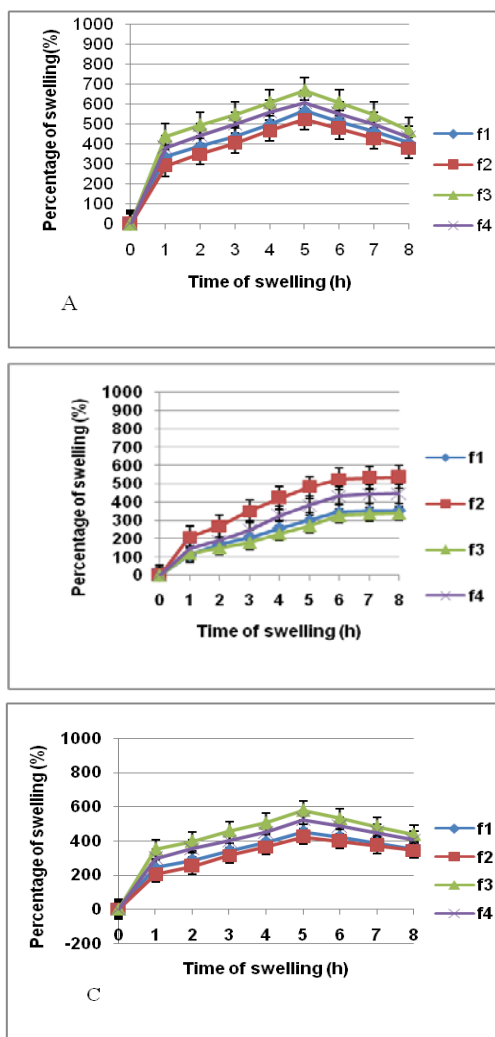 Percentage of swelling(%)
1000
900
800
700
600
500
400
300
200
100
0
0 1 2 3 4 5 6 7 8
Time of swelling (h)
f1
f2
f3
f4
A
Percentage of swelling (%)
1000
900
800
700
600
500
400
300
200
100
0
0 1 2 3 4 5 6 7 8
Time of swelling (h)
f1
f2
f3
f4
Percentage of swelling (%)
1000
800
600
400
200
0
-200
0 1 2 3 4 5 6 7 8
Time of swelling (h)
f1
f2
f3
f4
C